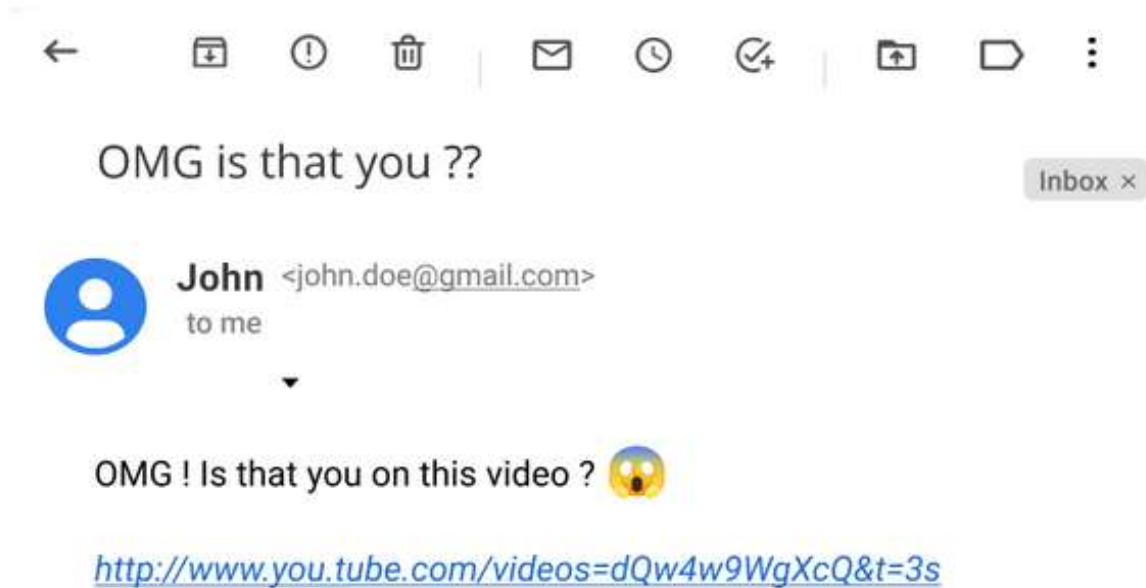 OMG is that you ??
Inbox ×
John <john.doe@gmail.com>
to me
OMG ! Is that you on this video ? 😱
http://www.you.tube.com/videos=dQw4w9WgXcQ&t=3s